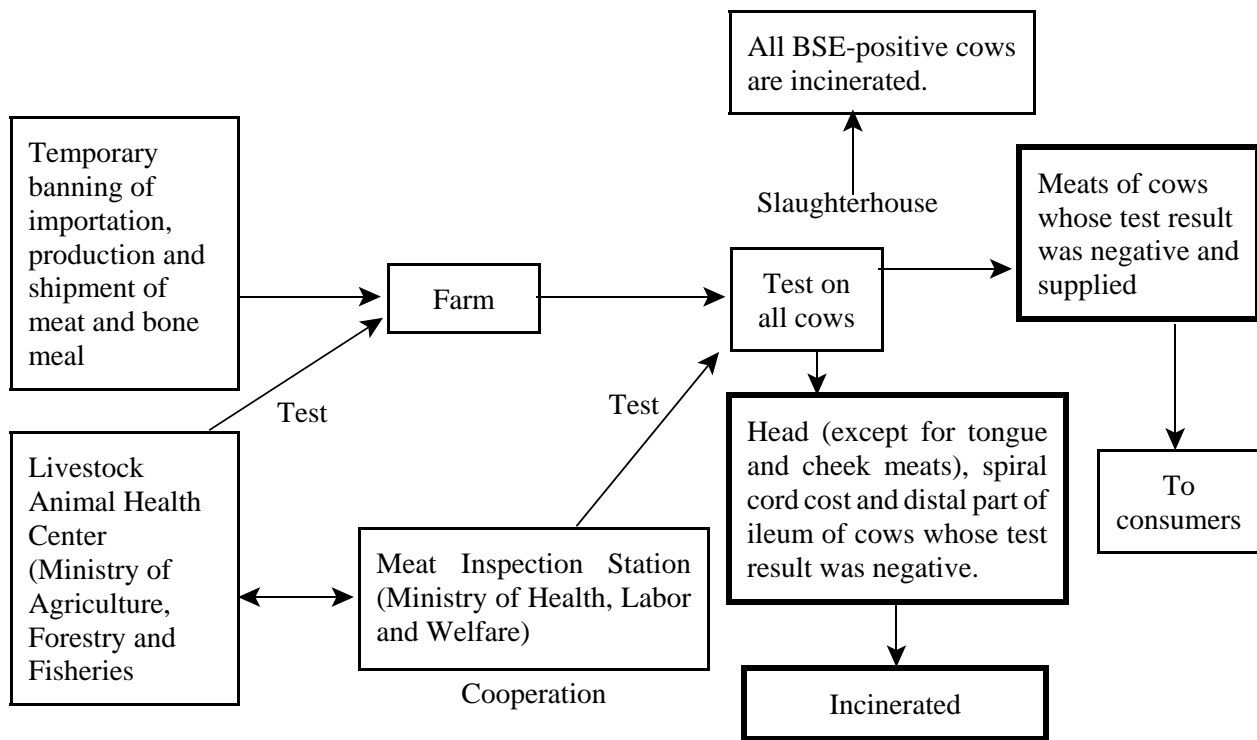 All BSE-positive cows
are incinerated.
Temporary
banning of
importation,
production and
shipment of
meat and bone
meal
Slaughterhouse
Meats of cows
whose test result
was negative and
supplied
Farm
Test on
all cows
Test
Test
Livestock
Animal Health
Center
(Ministry of
Agriculture,
Forestry and
Fisheries
Meat Inspection Station
(Ministry of Health, Labor
and Welfare)
Cooperation
Head (except for tongue
and cheek meats), spiral
cord cost and distal part of
ileum of cows whose test
result was negative.
To
consumers
Incinerated